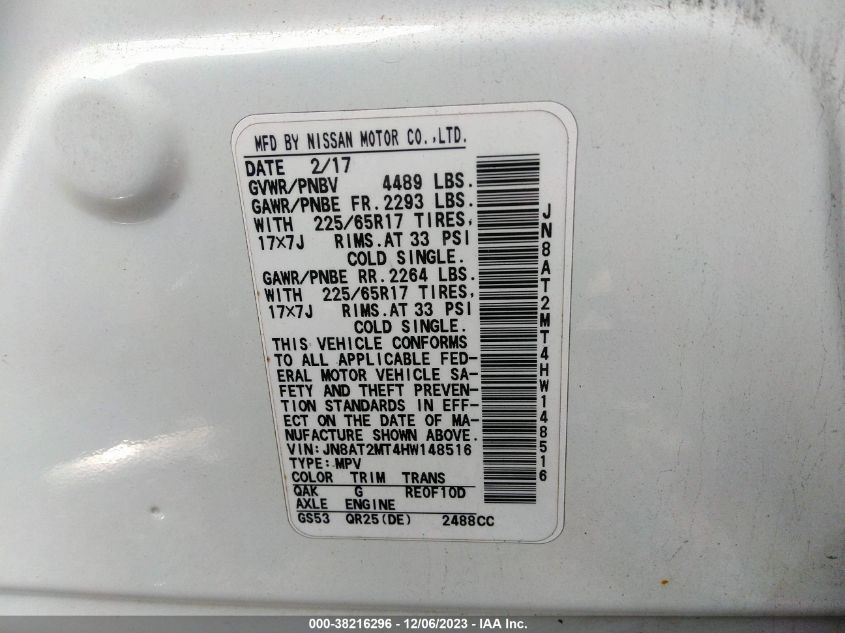 MFD BY NISSAN MOTOR CO.,LTD.
DATE 2/17
GVWR/PNBV 4489 LBS.
GAWR/PNBE FR. 2293 LBS.
WITH 225/65R17 TIRES,
17×7J RIMS. AT 33 PSI
COLD SINGLE.
GAWR/PNBE RR. 2264 LBS.
WITH 225/65R17 TIRES,
17×7J RIMS. AT 33 PSI
COLD SINGLE.
THIS VEHICLE CONFORMS
TO ALL APPLICABLE FED-
ERAL MOTOR VEHICLE SA-
FETY AND THEFT PREVEN-
TION STANDARDS IN EFF-
ECT ON THE DATE OF MA-
NUFACTURE SHOWN ABOVE.
VIN: JN8AT2MT4HW148516
TYPE: MPV
COLOR TRIM TRANS
QAK G RE0F10D
AXLE ENGINE
GS53 QR25(DE) 2488CC
JN8AT2MT4HW148516
000-38216296 - 12/06/2023 - IAA Inc.